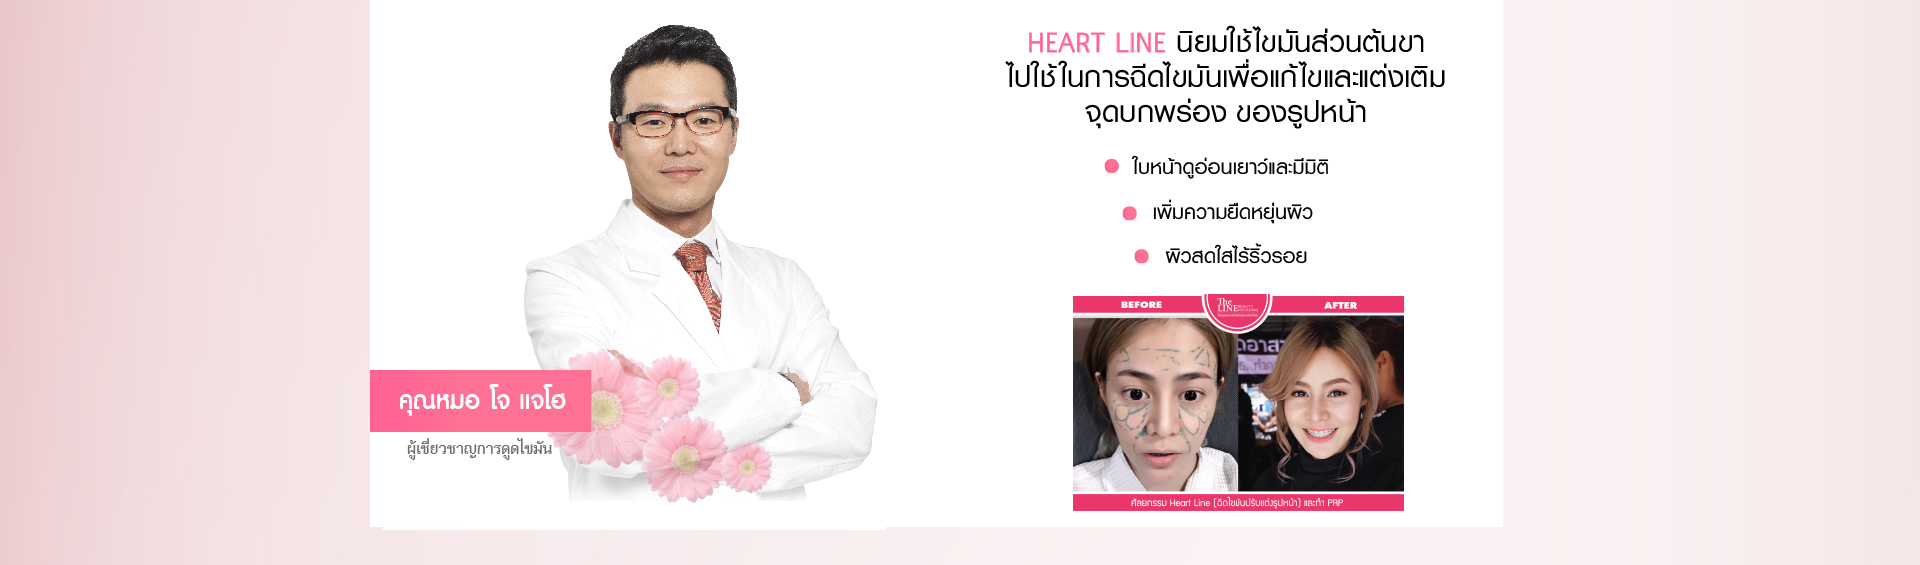 HEART LINE นิยมใช้ไขมันส่วนต้นขา
ไปใช้ในการฉีดไขมันเพื่อแก้ไขและแต่งเติม
จุดบกพร่อง ของรูปหน้า
ใบหน้าดูอ่อนเยาว์และมีมิติ
เพิ่มความยืดหยุ่นผิว
ผิวสดใสไร้ริ้วรอย
คุณหมอ โจ แจโฮ
ผู้เชี่ยวชาญการดูดไขมัน
BEFORE
The
LINE
AFTER
ศัลยกรรม Heart Line (ฉีดไขมันปรับแต่งรูปหน้า) และทำ PRP